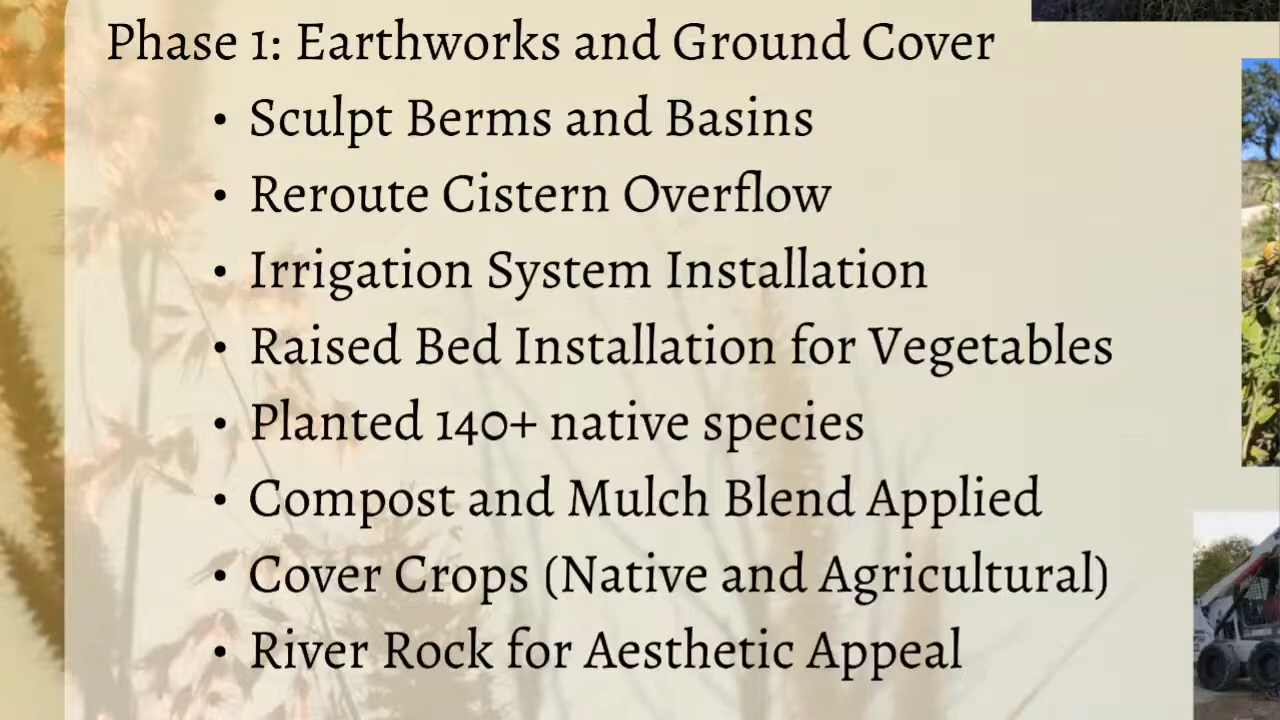 Phase 1: Earthworks and Ground Cover
• Sculpt Berms and Basins
• Reroute Cistern Overflow
• Irrigation System Installation
• Raised Bed Installation for Vegetables
• Planted 140+ native species
• Compost and Mulch Blend Applied
• Cover Crops (Native and Agricultural)
• River Rock for Aesthetic Appeal